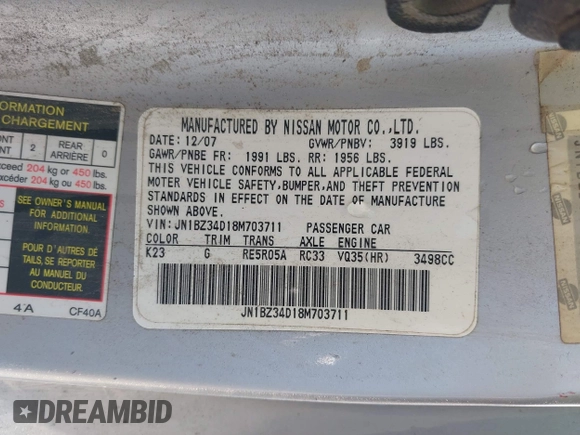 ORMATION
CHARGEMENT
ONT 2 REAR 0
ENT ARRIÈRE
xceed 204 kg or 450 lbs.
excéder 204 kg ou 450 lbs.
SEE OWNER'S MANUAL
FOR ADDITIONAL
INFORMATION.
POUR D'AUTRES
DÉTAILS, SE REPORTER
AU MANUEL DU
CONDUCTEUR.
4A CF40A
MANUFACTURED BY NISSAN MOTOR CO.,LTD.
DATE: 12/07 GVWR/PNBV: 3919 LBS.
GAWR/PNBE FR: 1991 LBS. RR: 1956 LBS.
THIS VEHICLE CONFORMS TO ALL APPLICABLE FEDERAL
MOTOR VEHICLE SAFETY,BUMPER,AND THEFT PREVENTION
STANDARDS IN EFFECT ON THE DATE OF MANUFACTURE
SHOWN ABOVE.
VIN: JN1BZ34D18M703711 PASSENGER CAR
COLOR TRIM TRANS AXLE ENGINE
K23 G RE5R05A RC33 VQ35(HR) 3498CC
JN1BZ34D18M703711
DREAMBID